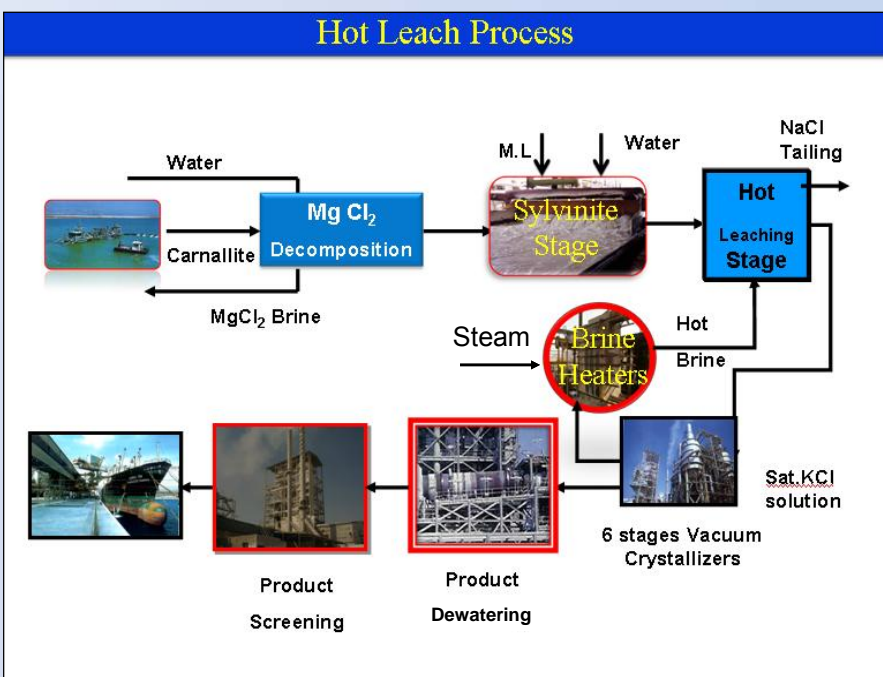 Hot Leach Process
Water
Carnallite
Mg Cl₂
Decomposition
MgCl₂ Brine
M.L
Water
Sylvinite
Stage
NaCl
Tailing
Hot
Leaching
Stage
Steam
Brine
Heaters
Hot
Brine
Sat.KCl
solution
6 stages Vacuum
Crystallizers
Product
Dewatering
Product
Screening